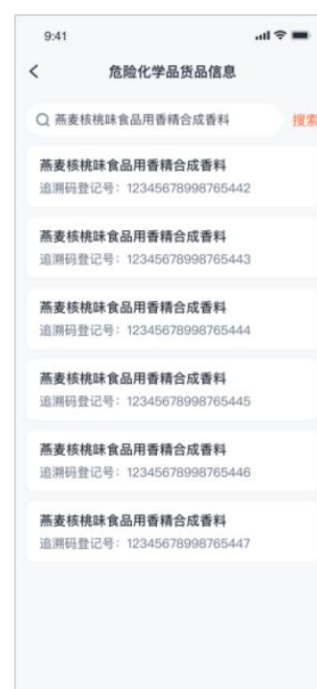 9:41
危险化学品货品信息
燕麦核桃味食品用香精合成香料 搜索
燕麦核桃味食品用香精合成香料
追溯码登记号：12345678998765442
燕麦核桃味食品用香精合成香料
追溯码登记号：12345678998765443
燕麦核桃味食品用香精合成香料
追溯码登记号：12345678998765444
燕麦核桃味食品用香精合成香料
追溯码登记号：12345678998765445
燕麦核桃味食品用香精合成香料
追溯码登记号：12345678998765446
燕麦核桃味食品用香精合成香料
追溯码登记号：12345678998765447